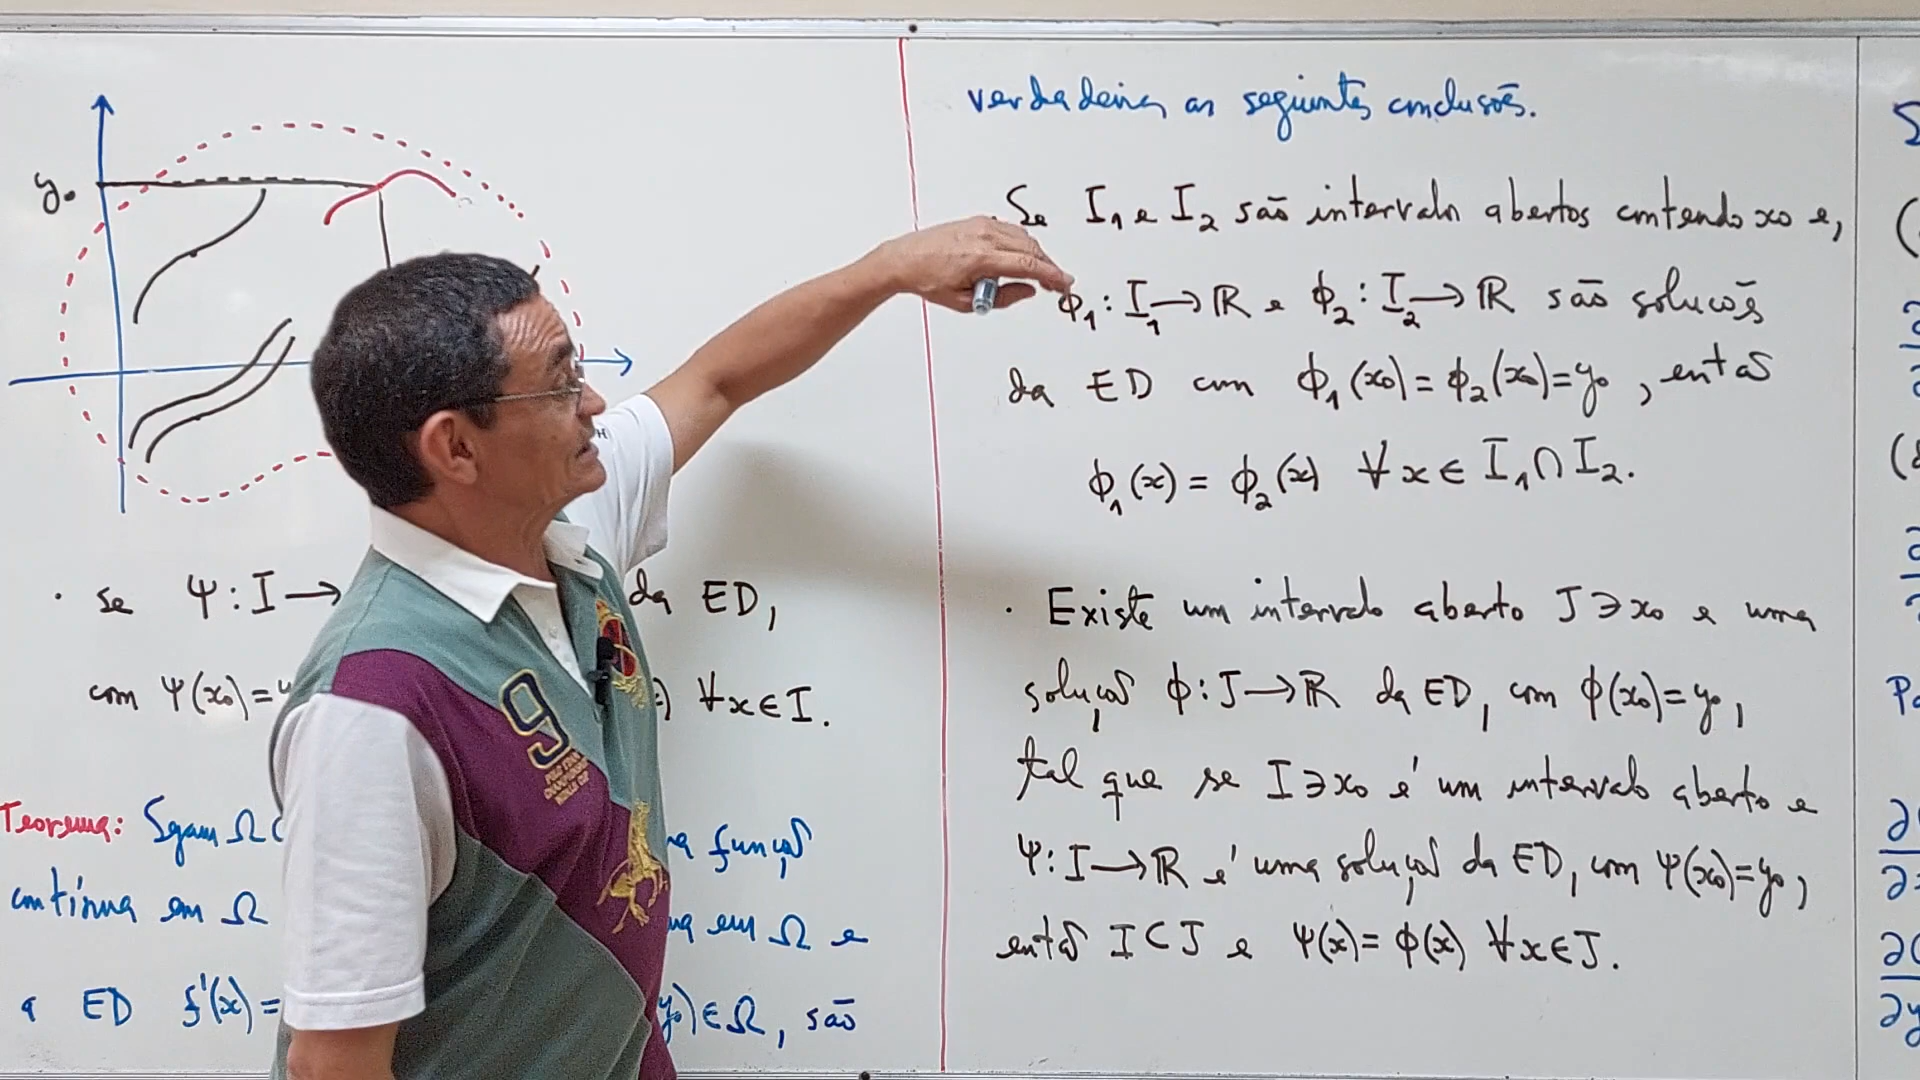 y₀
· se Ψ : I → da ED,
com Ψ(x₀)= ) ∀x∈I.
Teorema: Sejam Ω função
contínua em Ω em Ω e
a ED f'(x)= y₀)∈Ω, são
verdadeiras as seguintes conclusões.
· Se I₁ e I₂ são intervalos abertos contendo x₀ e,
ϕ₁ : I₁ → ℝ e ϕ₂ : I₂ → ℝ são soluções
da ED com ϕ₁(x₀) = ϕ₂(x₀) = y₀, então
ϕ₁(x) = ϕ₂(x) ∀x ∈ I₁ ∩ I₂.
· Existe um intervalo aberto J ∋ x₀ e uma
solução ϕ : J → ℝ da ED, com ϕ(x₀) = y₀,
tal que se I ∋ x₀ é um intervalo aberto e
Ψ : I → ℝ é uma solução da ED, com Ψ(x₀) = y₀,
então I ⊂ J e Ψ(x) = ϕ(x) ∀x ∈ J.
9